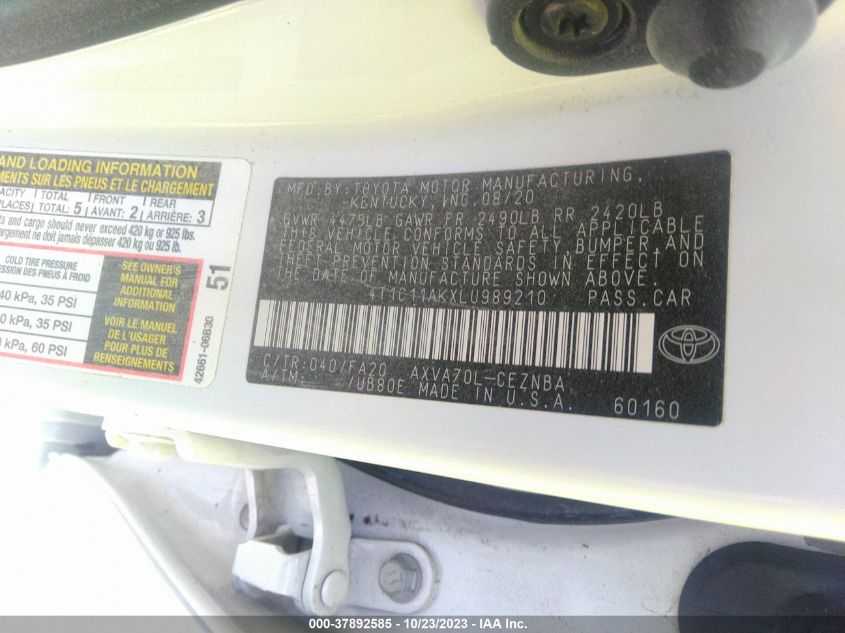 AND LOADING INFORMATION
MENTS SUR LES PNEUS ET LE CHARGEMENT
PACITY TOTAL 5 FRONT 2 REAR 3
PLACES: TOTAL: AVANT: ARRIÈRE:
ts and cargo should never exceed 420 kg or 925 lbs.
rgement ne doit jamais dépasser 420 kg ou 925 lb.
COLD TIRE PRESSURE
PRESSION DES PNEUS À FROID
40 kPa, 35 PSI
0 kPa, 35 PSI
kPa, 60 PSI
SEE OWNER'S
MANUAL FOR
ADDITIONAL
INFORMATION
VOIR LE MANUEL
DE L'USAGER
POUR PLUS DE
RENSEIGNEMENTS
51
42661-06B30
MFD. BY: TOYOTA MOTOR MANUFACTURING,
KENTUCKY, INC. 08/20
GVWR 4475LB GAWR FR 2490LB RR 2420LB
THIS VEHICLE CONFORMS TO ALL APPLICABLE
FEDERAL MOTOR VEHICLE SAFETY, BUMPER, AND
THEFT PREVENTION STANDARDS IN EFFECT ON
THE DATE OF MANUFACTURE SHOWN ABOVE.
4T1C11AKXLU989210 PASS.CAR
C/TR:040/FA20 AXVA70L-CEZNBA
A/TM: /UB80E MADE IN U.S.A. 60160
TOYOTA
000-37892585 - 10/23/2023 - IAA Inc.